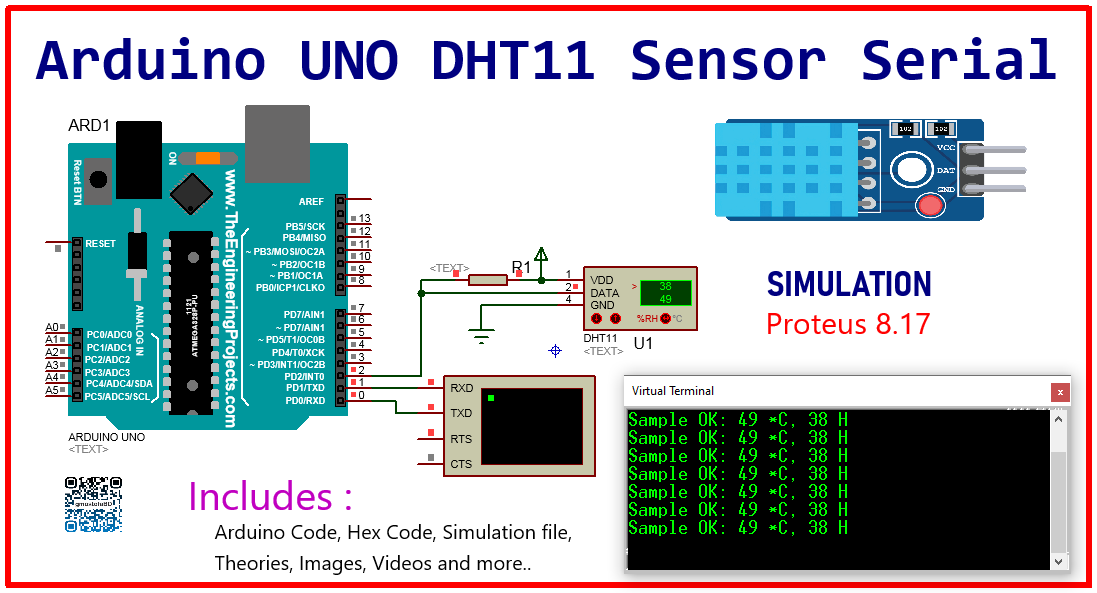 Arduino UNO DHT11 Sensor Serial
ARD1
ON
Reset BTN
www.TheEngineeringProjects.com
AREF
PB5/SCK 13
PB4/MISO 12
~ PB3/MOSI/OC2A 11
~ PB2/OC1B 10
~ PB1/OC1A 9
PB0/ICP1/CLKO 8
RESET
ANALOG IN
1121
ATMEGA328P-PU
PD7/AIN1 7
~ PD7/AIN1 6
~ PD5/T1/OC0B 5
PD4/T0/XCK 4
~ PD3/INT1/OC2B 3
PD2/INT0 2
PD1/TXD 1
PD0/RXD 0
A0 PC0/ADC0
A1 PC1/ADC1
A2 PC2/ADC2
A3 PC3/ADC3
A4 PC4/ADC4/SDA
A5 PC5/ADC5/SCL
ARDUINO UNO
<TEXT>
<TEXT>
R1
1 VDD
2 DATA
4 GND
> 38
49
%RH °C
DHT11
<TEXT>
U1
RXD
TXD
RTS
CTS
102 102
VCC
DAT
GND
SIMULATION
Proteus 8.17
Virtual Terminal
x
Sample OK: 49 *C, 38 H
Sample OK: 49 *C, 38 H
Sample OK: 49 *C, 38 H
Sample OK: 49 *C, 38 H
Sample OK: 49 *C, 38 H
Sample OK: 49 *C, 38 H
Sample OK: 49 *C, 38 H
Includes :
Arduino Code, Hex Code, Simulation file,
Theories, Images, Videos and more..